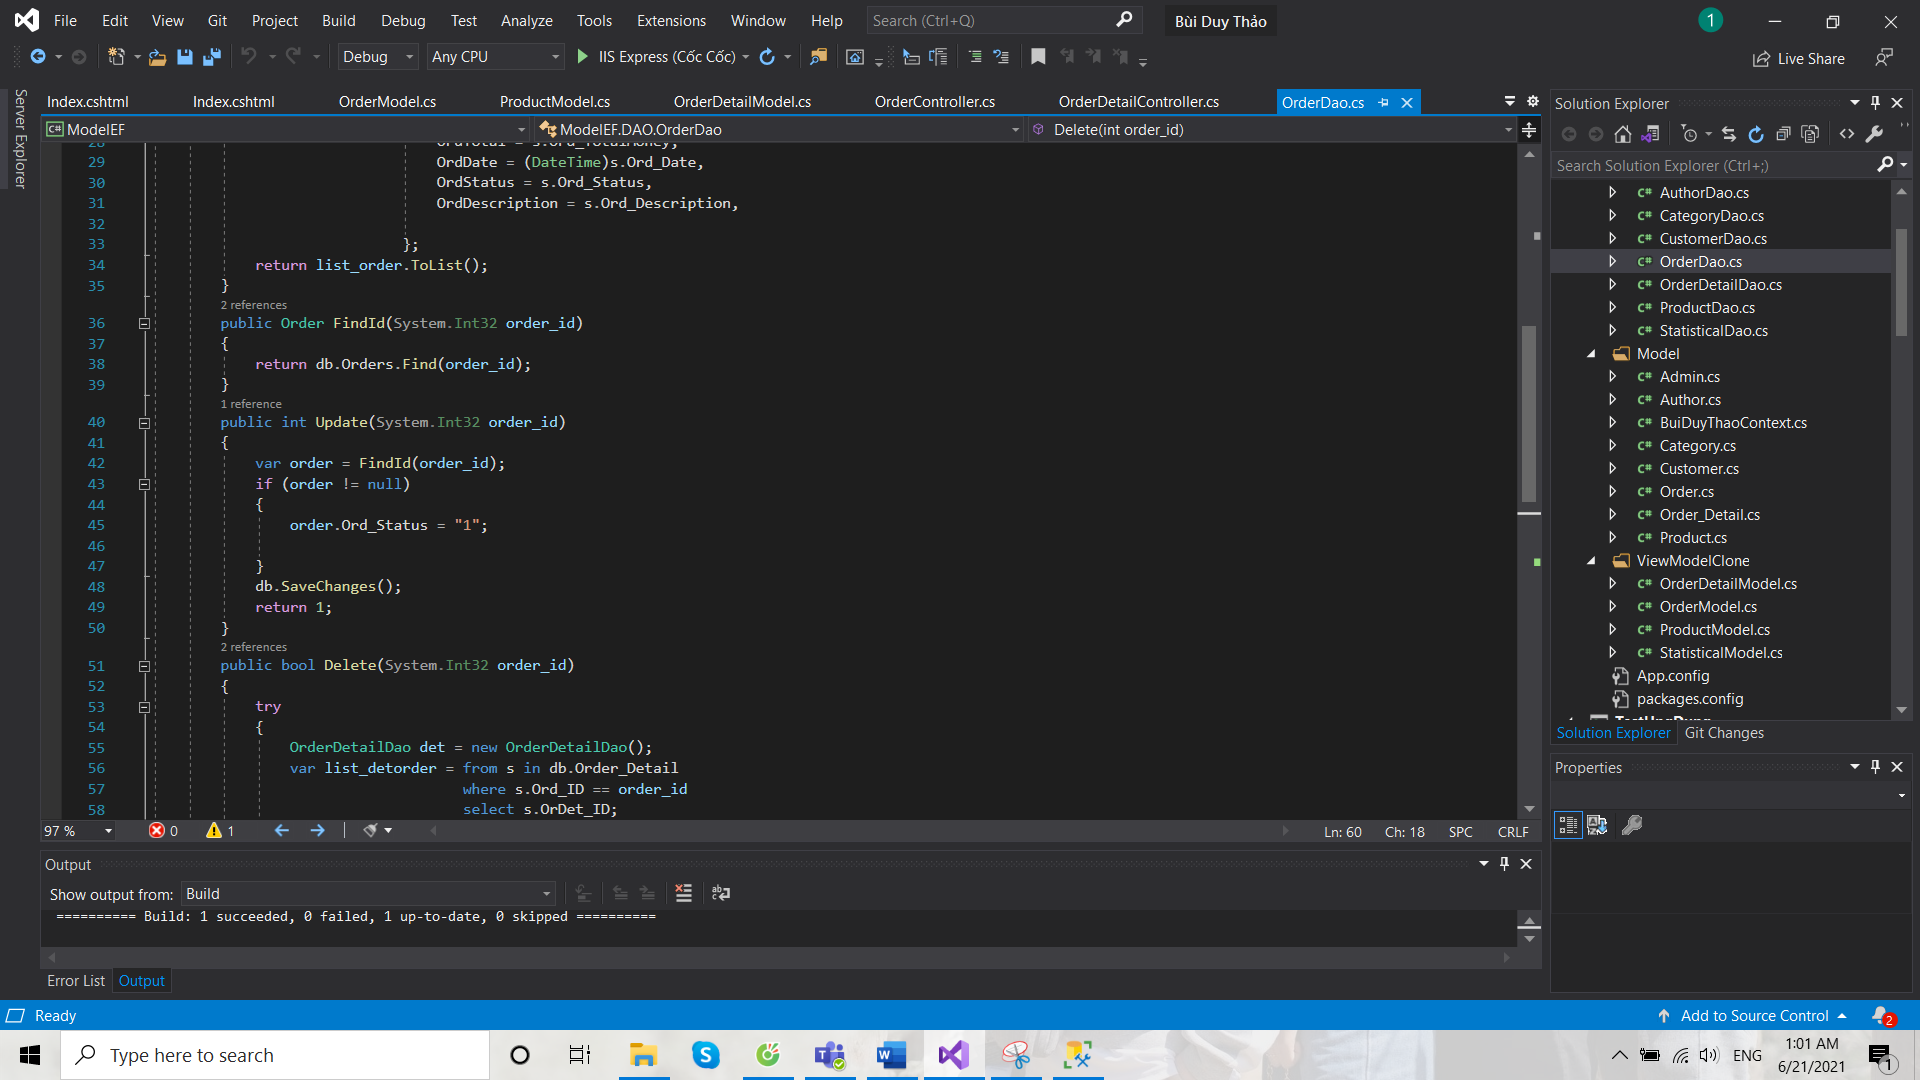 File Edit View Git Project Build Debug Test Analyze Tools Extensions Window Help Search (Ctrl+Q) Bùi Duy Thảo 1
Debug Any CPU IIS Express (Cốc Cốc) Live Share
Server Explorer
Index.cshtml Index.cshtml OrderModel.cs ProductModel.cs OrderDetailModel.cs OrderController.cs OrderDetailController.cs OrderDao.cs
C# ModelEF ModelEF.DAO.OrderDao Delete(int order_id)
28 OrdTotal = s.Ord_TotalMoney,
29 OrdDate = (DateTime)s.Ord_Date,
30 OrdStatus = s.Ord_Status,
31 OrdDescription = s.Ord_Description,
32
33 };
34 return list_order.ToList();
35 }
2 references
36 public Order FindId(System.Int32 order_id)
37 {
38 return db.Orders.Find(order_id);
39 }
1 reference
40 public int Update(System.Int32 order_id)
41 {
42 var order = FindId(order_id);
43 if (order != null)
44 {
45 order.Ord_Status = "1";
46
47 }
48 db.SaveChanges();
49 return 1;
50 }
2 references
51 public bool Delete(System.Int32 order_id)
52 {
53 try
54 {
55 OrderDetailDao det = new OrderDetailDao();
56 var list_detorder = from s in db.Order_Detail
57 where s.Ord_ID == order_id
58 select s.OrDet_ID;
97 % 0 1 Ln: 60 Ch: 18 SPC CRLF
Output
Show output from: Build
========== Build: 1 succeeded, 0 failed, 1 up-to-date, 0 skipped ==========
Error List Output
Solution Explorer
Search Solution Explorer (Ctrl+;)
C# AuthorDao.cs
C# CategoryDao.cs
C# CustomerDao.cs
C# OrderDao.cs
C# OrderDetailDao.cs
C# ProductDao.cs
C# StatisticalDao.cs
Model
C# Admin.cs
C# Author.cs
C# BuiDuyThaoContext.cs
C# Category.cs
C# Customer.cs
C# Order.cs
C# Order_Detail.cs
C# Product.cs
ViewModelClone
C# OrderDetailModel.cs
C# OrderModel.cs
C# ProductModel.cs
C# StatisticalModel.cs
App.config
packages.config
TestUngDung
Solution Explorer Git Changes
Properties
Ready Add to Source Control 2
Type here to search ENG 1:01 AM
6/21/2021 1